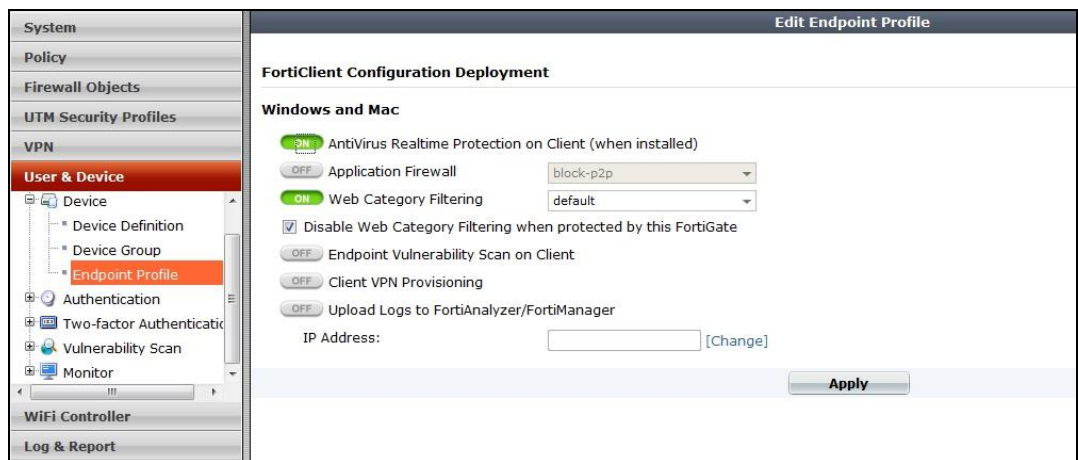 System
Policy
Firewall Objects
UTM Security Profiles
VPN
User & Device
Device
Device Definition
Device Group
Endpoint Profile
Authentication
Two-factor Authenticatic
Vulnerability Scan
Monitor
WiFi Controller
Log & Report
Edit Endpoint Profile
FortiClient Configuration Deployment
Windows and Mac
ON AntiVirus Realtime Protection on Client (when installed)
OFF Application Firewall block-p2p
ON Web Category Filtering default
Disable Web Category Filtering when protected by this FortiGate
OFF Endpoint Vulnerability Scan on Client
OFF Client VPN Provisioning
OFF Upload Logs to FortiAnalyzer/FortiManager
IP Address: [Change]
Apply